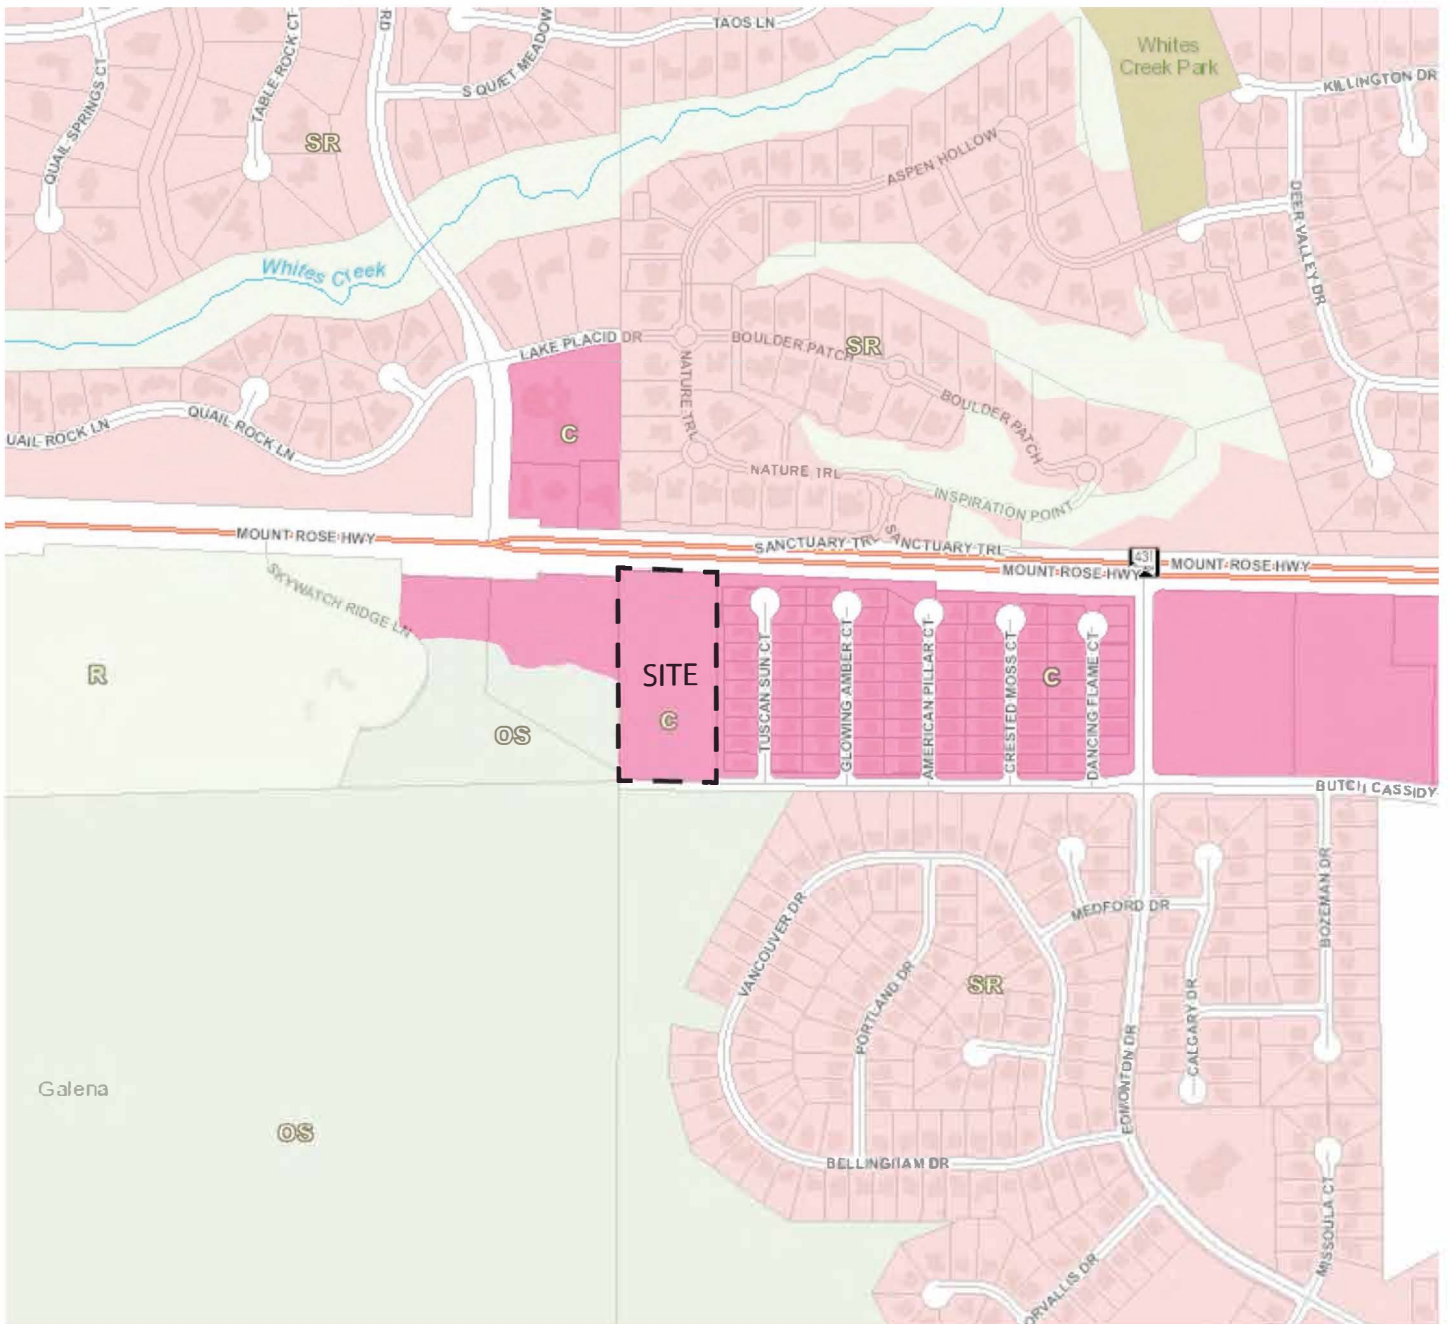 TAOS LN
RD
TABLE ROCK CT
QUAIL SPRINGS CT
S QUIET MEADOW
Whites
Creek Park
KILLINGTON DR
SR
ASPEN HOLLOW
DEER VALLEY DR
Whites Creek
LAKE PLACID DR
BOULDER PATCH
SR
NATURE TRL
BOULDER PATCH
QUAIL ROCK LN
UAIL ROCK LN
C
NATURE TRL
INSPIRATION POINT
MOUNT ROSE HWY
SANCTUARY TRL
SANCTUARY TRL
431
MOUNT ROSE HWY
MOUNT ROSE HWY
SKYWATCH RIDGE LN
R
SITE
C
OS
TUSCAN SUN CT
GLOWING AMBER CT
AMERICAN PILLAR CT
CRESTED MOSS CT
C
DANCING FLAME CT
BUTCH CASSIDY
VANCOUVER DR
PORTLAND DR
MEDFORD DR
BOZEMAN DR
SR
CALGARY DR
EDMONTON DR
Galena
OS
BELLINGHAM DR
MISSOULA CT
ORVALLIS DR